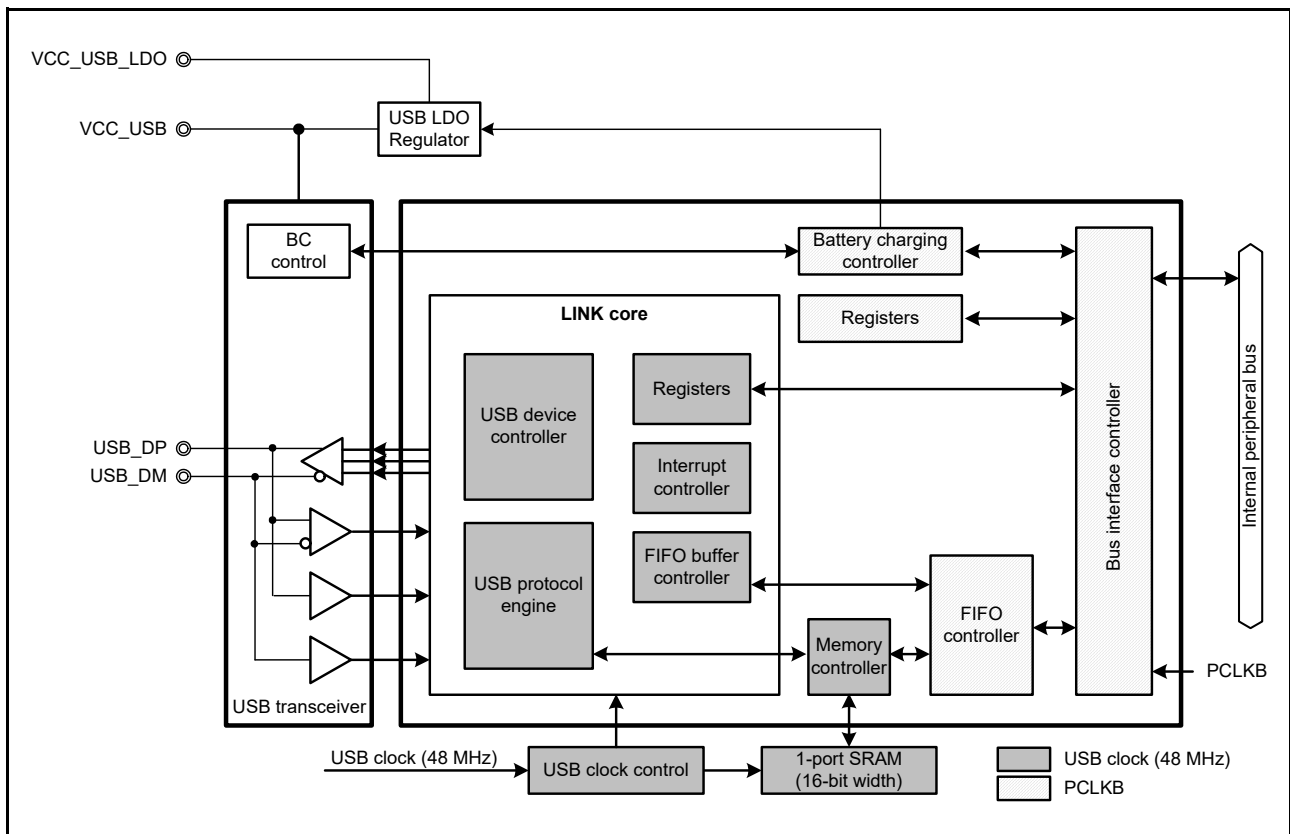 VCC_USB_LDO
VCC_USB
USB LDO
Regulator
BC
control
Battery charging
controller
LINK core
Registers
USB device
controller
Registers
USB_DP
USB_DM
Interrupt
controller
USB protocol
engine
FIFO buffer
controller
FIFO
controller
Memory
controller
Bus interface controller
Internal peripheral bus
PCLKB
USB transceiver
USB clock (48 MHz)
USB clock control
1-port SRAM
(16-bit width)
USB clock (48 MHz)
PCLKB